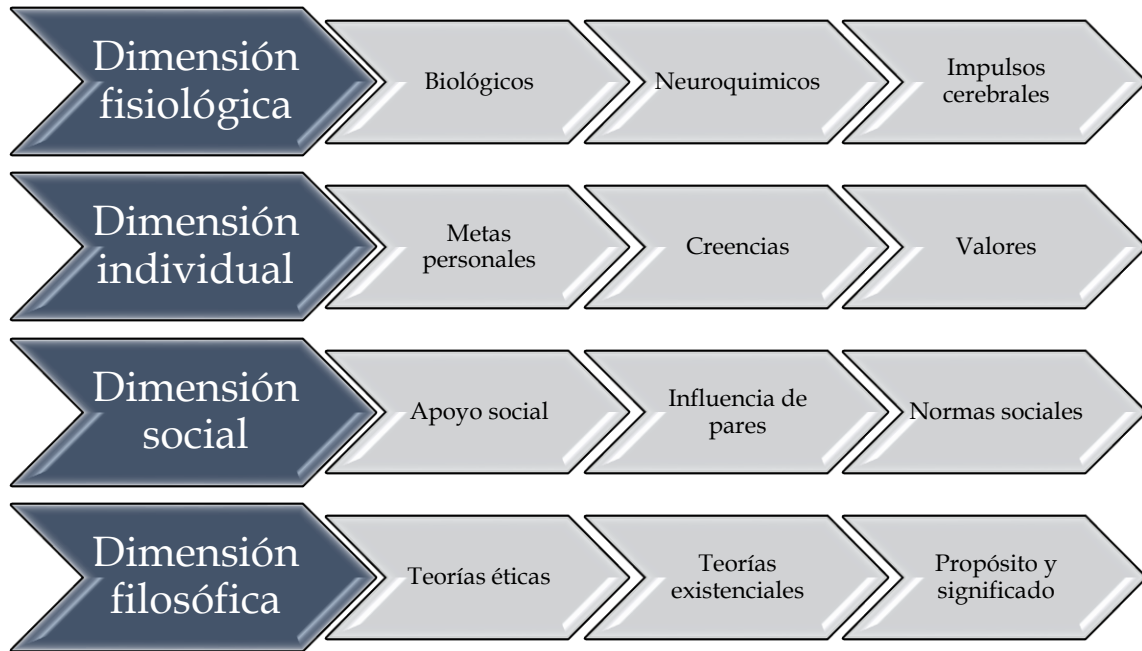 Dimensión
fisiológica
Biológicos
Neuroquimicos
Impulsos
cerebrales
Dimensión
individual
Metas
personales
Creencias
Valores
Dimensión
social
Apoyo social
Influencia de
pares
Normas sociales
Dimensión
filosófica
Teorías éticas
Teorías
existenciales
Propósito y
significado